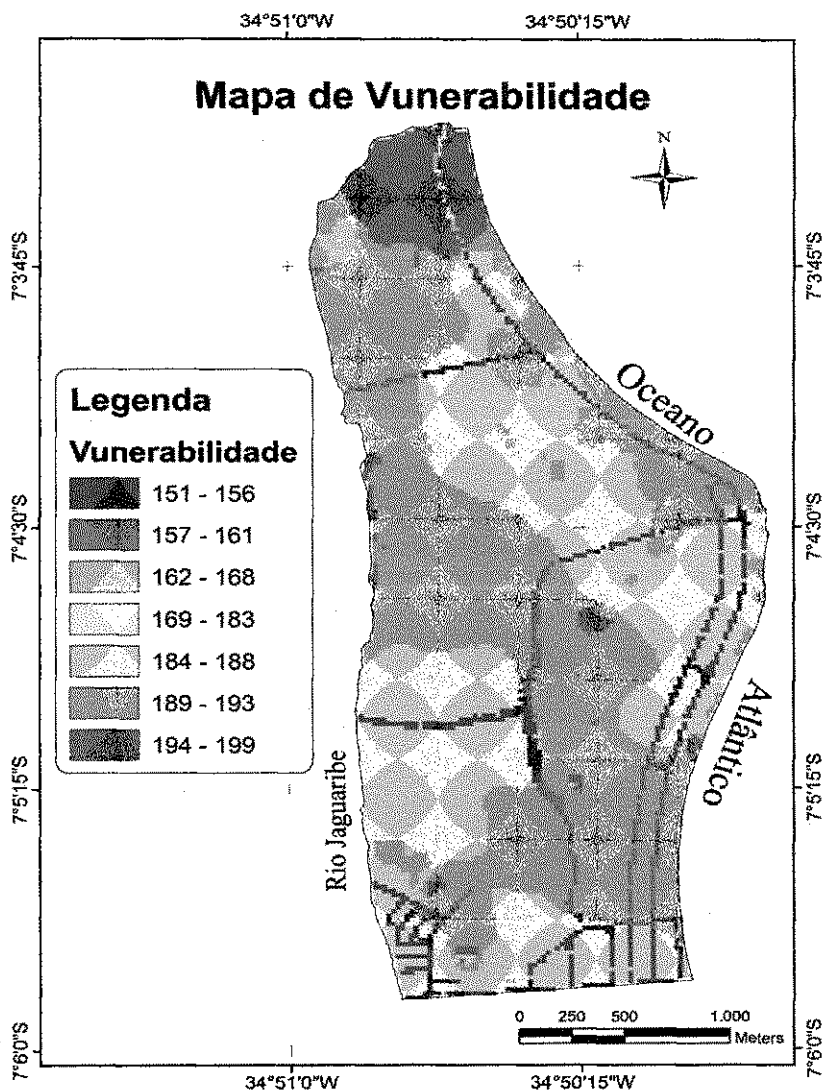 34°51'0"W
34°50'15"W
Mapa de Vunerabilidade
N
7°3'45"S
7°3'45"S
Oceano
Legenda
Vunerabilidade
151 - 156
157 - 161
162 - 168
169 - 183
184 - 188
189 - 193
194 - 199
7°4'30"S
7°4'30"S
Atlântico
Rio Jaguaribe
7°5'15"S
7°5'15"S
0 250 500 1.000
Meters
7°6'0"S
7°6'0"S
34°51'0"W
34°50'15"W